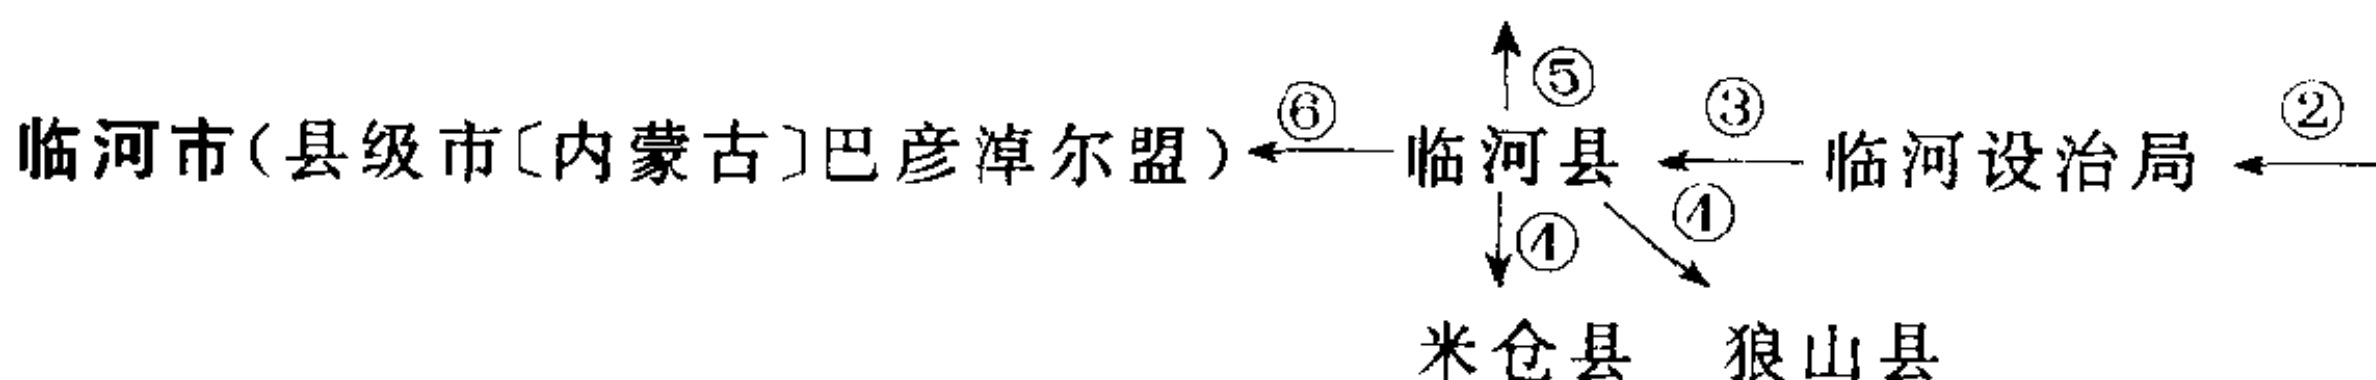 ⑤
⑥ ③ ②
临河市(县级市〔内蒙古〕巴彦淖尔盟) 临河县 临河设治局
④ ④
米仓县 狼山县